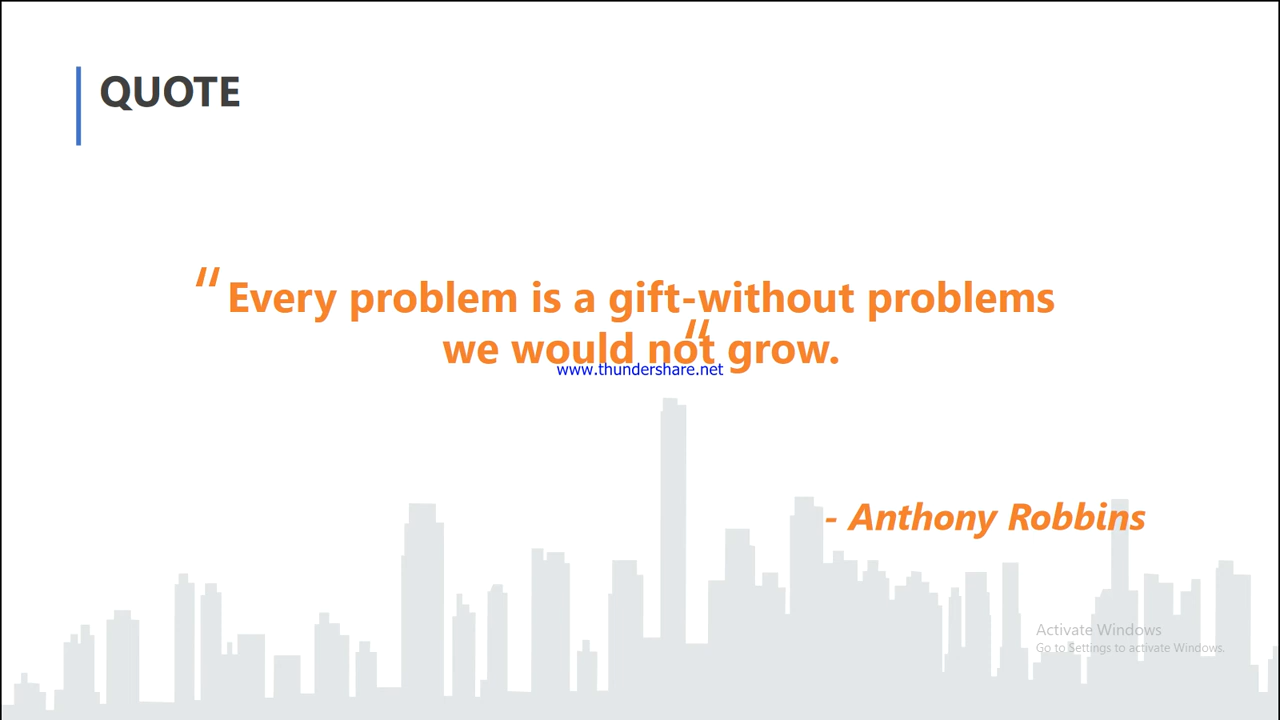 QUOTE
“Every problem is a gift-without problems
we would not grow.“
www.thundershare.net
- Anthony Robbins
Activate Windows
Go to Settings to activate Windows.